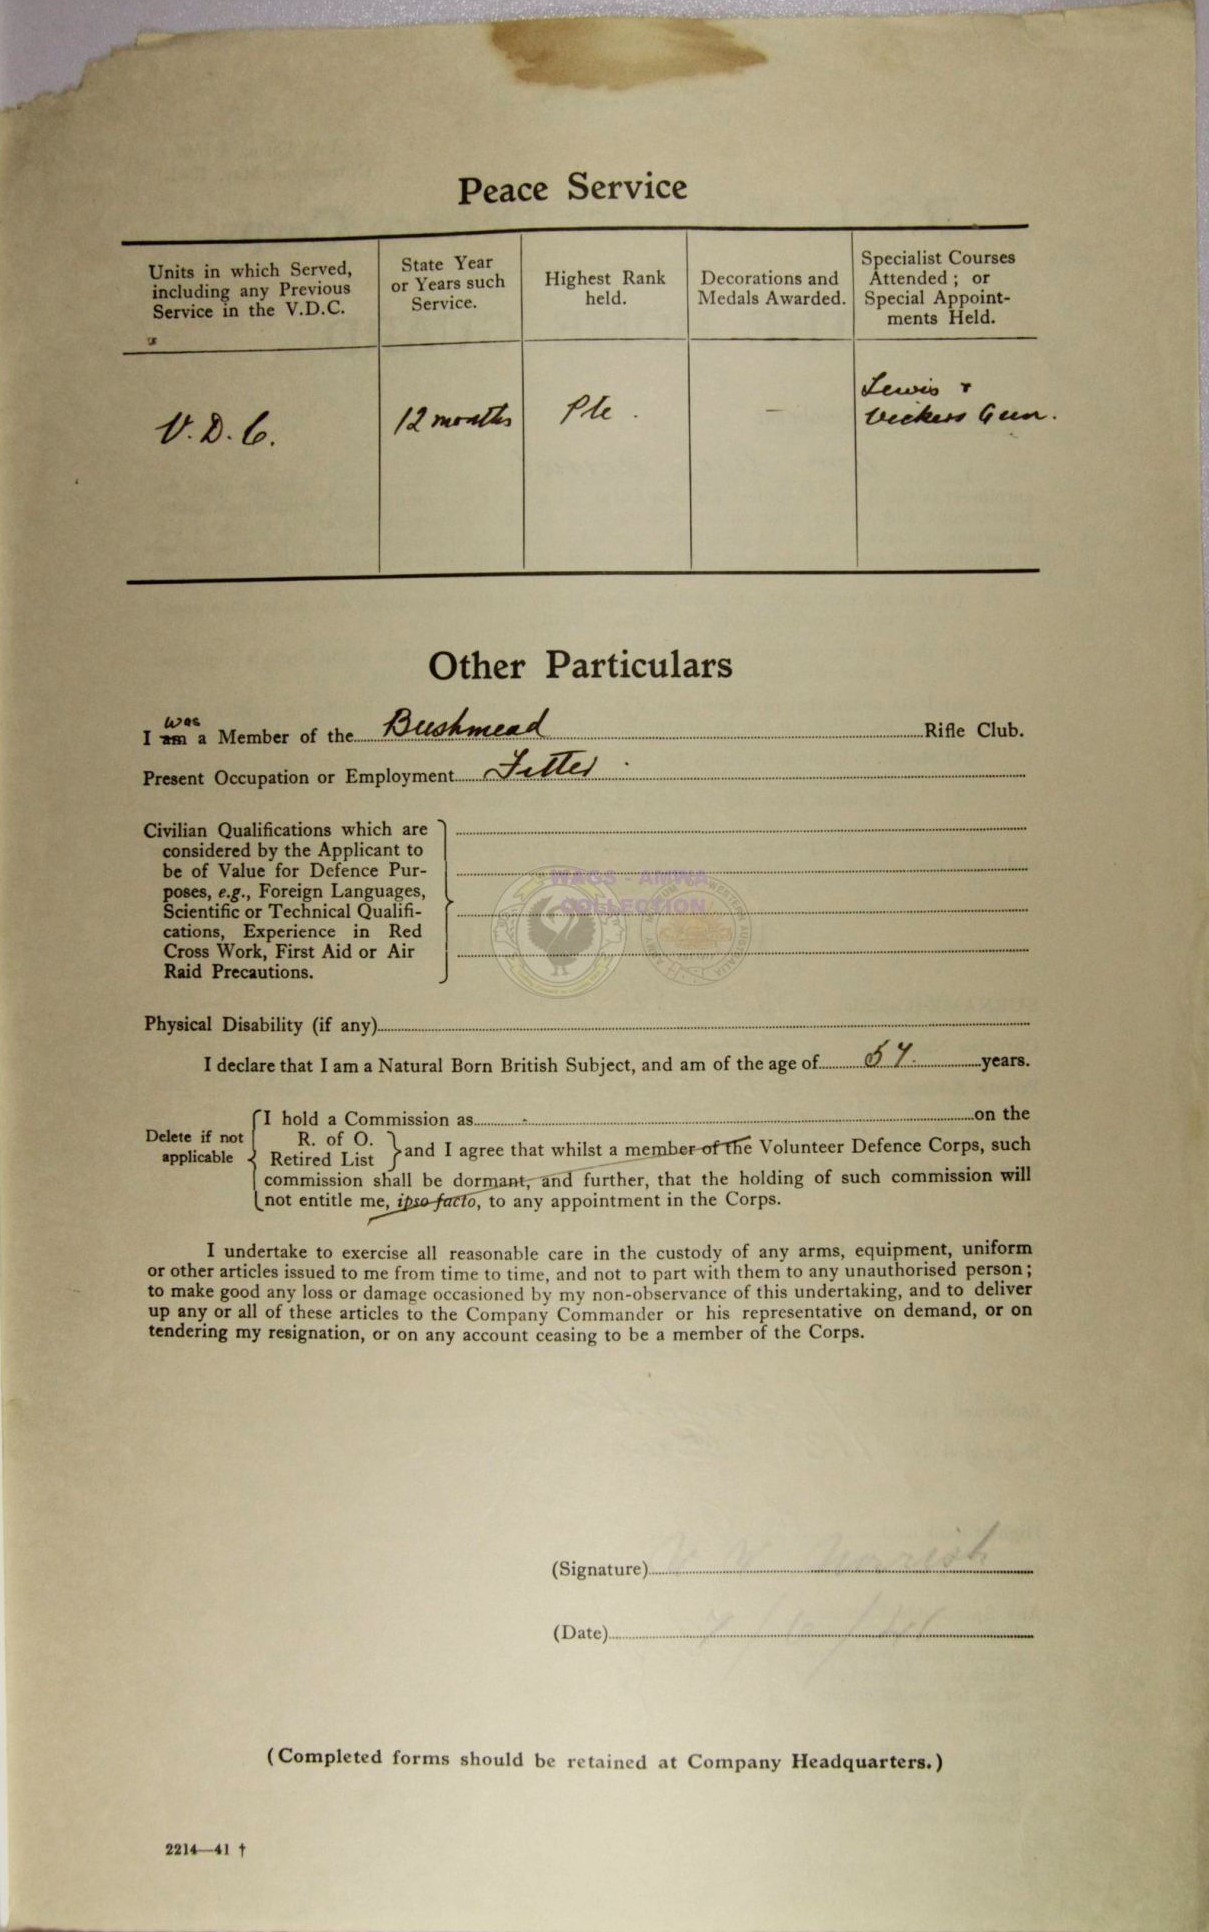 Peace Service
Units in which Served,
including any Previous
Service in the V.D.C.
State Year
or Years such
Service.
Highest Rank
held.
Decorations and
Medals Awarded.
Specialist Courses
Attended ; or
Special Appoint-
ments Held.
V.D.C.
12 months
Pte.
—
Lewis &
Vickers Gun.
Other Particulars
was
I am a Member of the Bushmead Rifle Club.
Present Occupation or Employment Fitter
Civilian Qualifications which are
considered by the Applicant to
be of Value for Defence Pur-
poses, e.g., Foreign Languages,
Scientific or Technical Qualifi-
cations, Experience in Red
Cross Work, First Aid or Air
Raid Precautions.
WAGS - AMWA
COLLECTION
Physical Disability (if any)
I declare that I am a Natural Born British Subject, and am of the age of 57 years.
Delete if not
applicable
I hold a Commission as on the
R. of O.
Retired List
and I agree that whilst a member of the Volunteer Defence Corps, such
commission shall be dormant, and further, that the holding of such commission will
not entitle me, ipso facto, to any appointment in the Corps.
I undertake to exercise all reasonable care in the custody of any arms, equipment, uniform
or other articles issued to me from time to time, and not to part with them to any unauthorised person ;
to make good any loss or damage occasioned by my non-observance of this undertaking, and to deliver
up any or all of these articles to the Company Commander or his representative on demand, or on
tendering my resignation, or on any account ceasing to be a member of the Corps.
(Signature) Norrish
(Date)
(Completed forms should be retained at Company Headquarters.)
2214—41 †